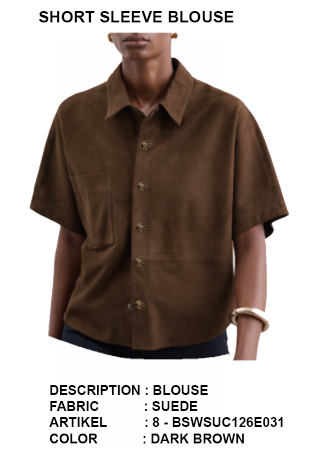 SHORT SLEEVE BLOUSE
DESCRIPTION : BLOUSE
FABRIC : SUEDE
ARTIKEL : 8 - BSWSUC126E031
COLOR : DARK BROWN